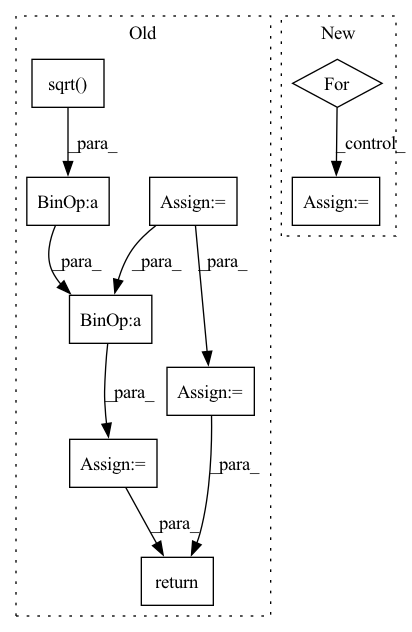 Old
New
sqrt()
For
_para_
_control_
BinOp:a
Assign:=
Assign:=
_para_
_para_
_para_
BinOp:a
_para_
Assign:=
Assign:=
_para_
_para_
return